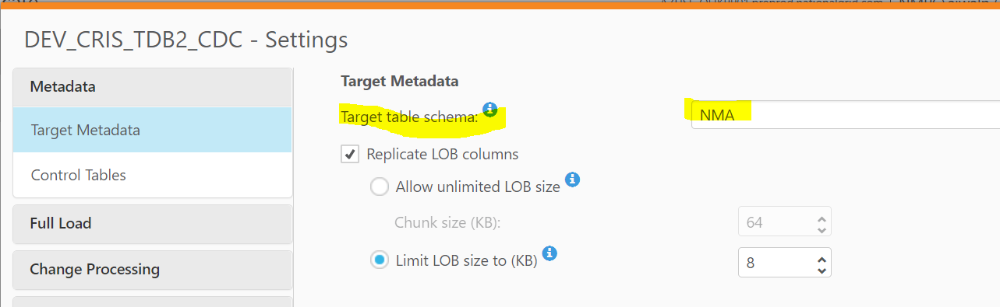 DEV_CRIS_TDB2_CDC - Settings
Metadata
Target Metadata
Control Tables
Full Load
Change Processing
Target Metadata
Target table schema:
NMA
Replicate LOB columns
Allow unlimited LOB size
Chunk size (KB):
64
Limit LOB size to (KB)
8